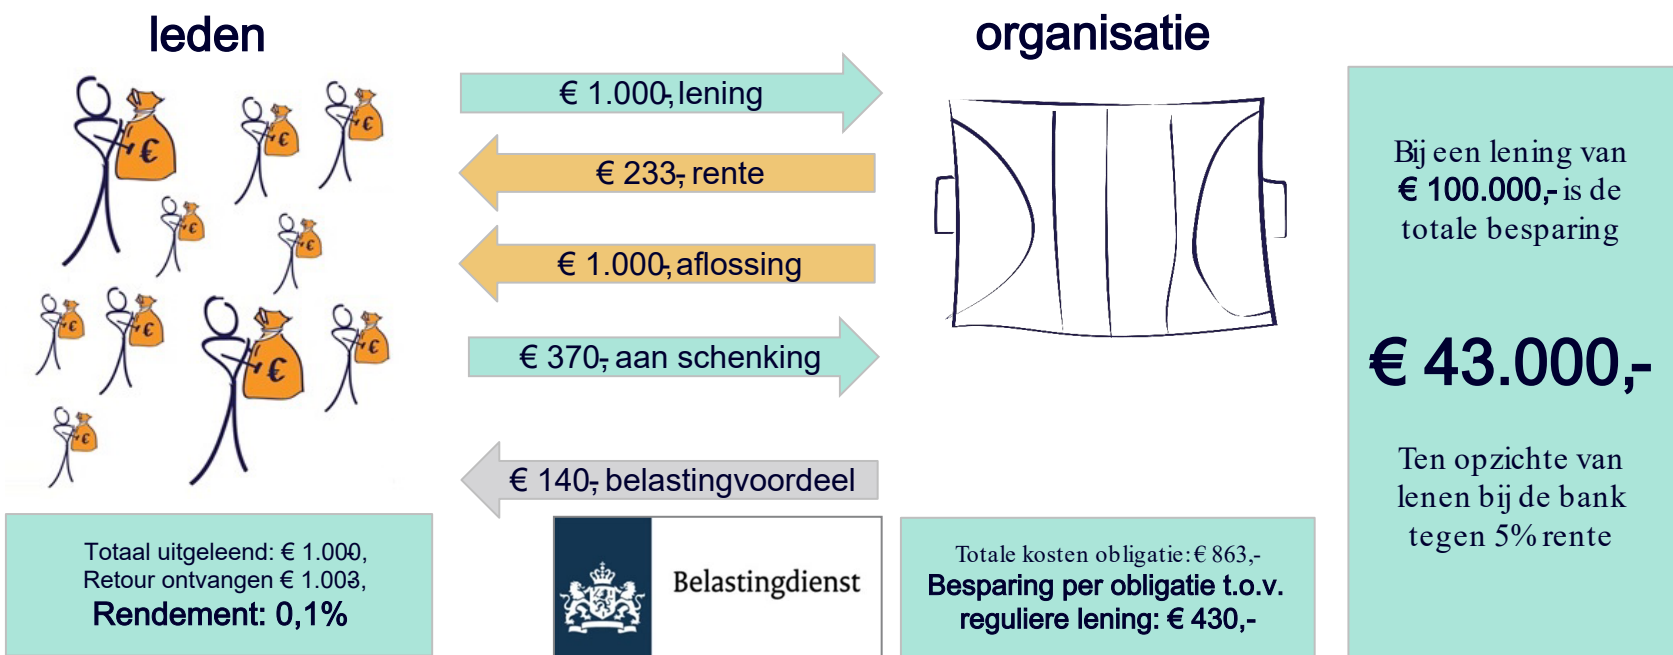 leden
organisatie
€ 1.000,- lening
€ 233,- rente
€ 1.000,- aflossing
€ 370,- aan schenking
€ 140,- belastingvoordeel
Totaal uitgeleend: € 1.000,-
Retour ontvangen € 1.003,-
Rendement: 0,1%
Belastingdienst
Totale kosten obligatie: € 863,-
Besparing per obligatie t.o.v.
reguliere lening: € 430,-
Bij een lening van
€ 100.000,- is de
totale besparing
€ 43.000,-
Ten opzichte van
lenen bij de bank
tegen 5% rente